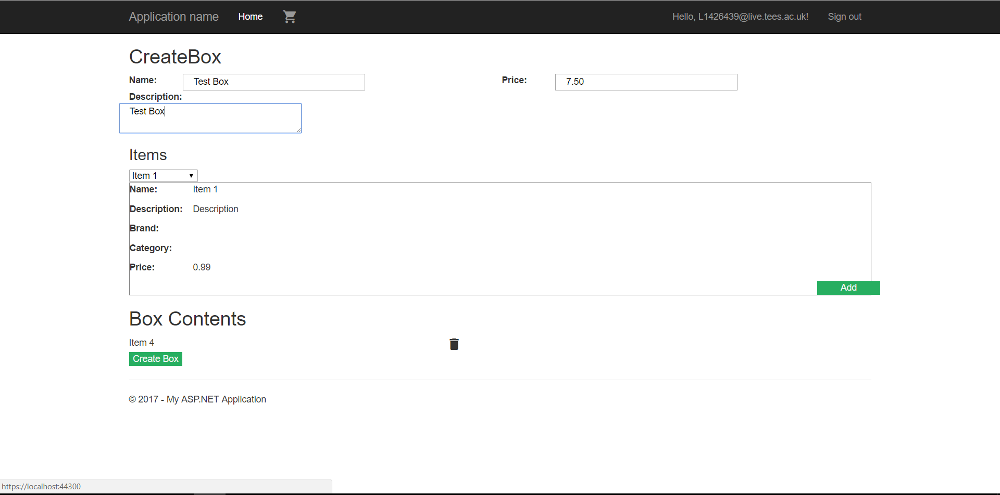 Application name Home Hello, L1426439@live.tees.ac.uk! Sign out
CreateBox
Name: Test Box Price: 7.50
Description:
Test Box
Items
Item 1
Name: Item 1
Description: Description
Brand:
Category:
Price: 0.99
Add
Box Contents
Item 4
Create Box
© 2017 - My ASP.NET Application
https://localhost:44300